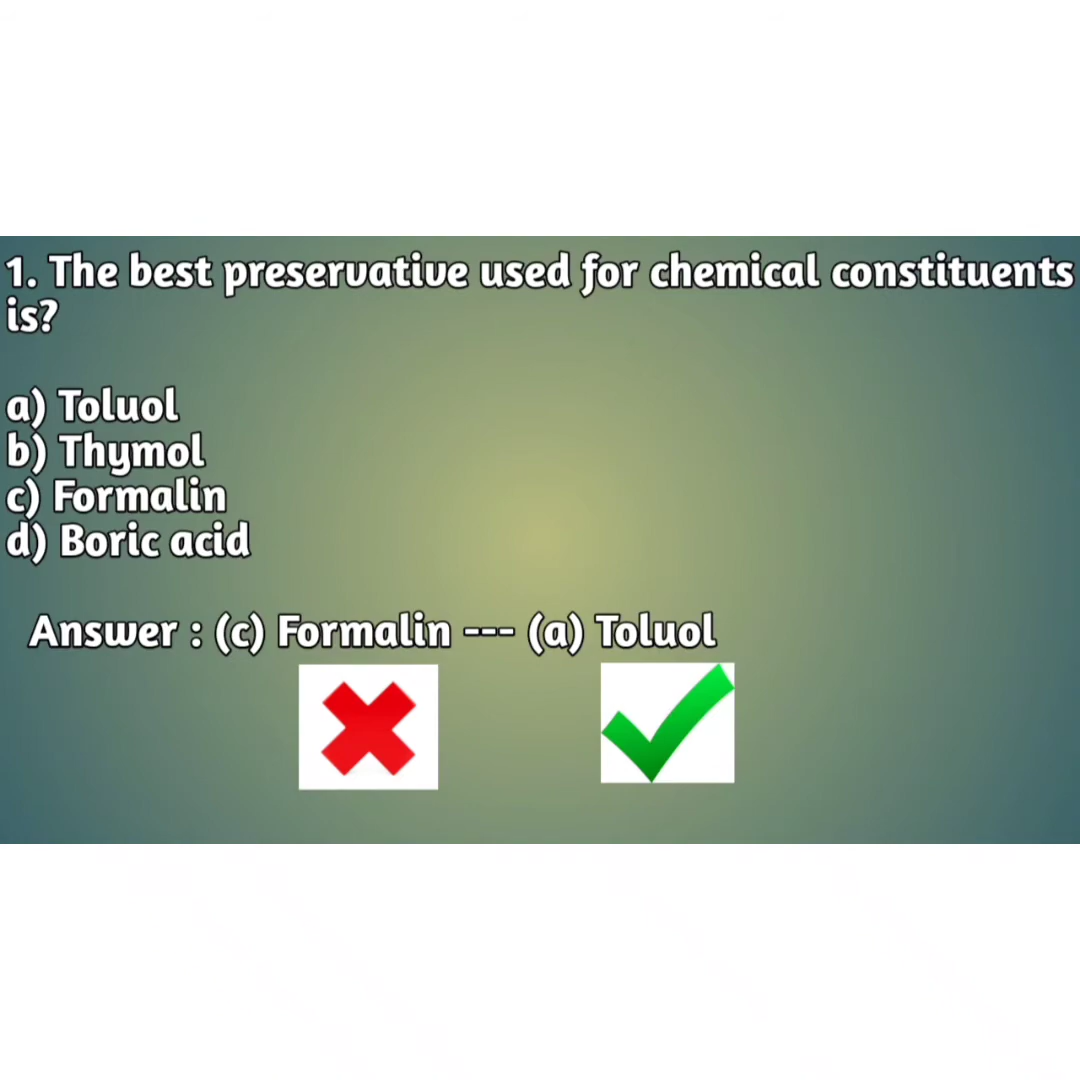 1. The best preservative used for chemical constituents
is?
a) Toluol
b) Thymol
c) Formalin
d) Boric acid
Answer : (c) Formalin --- (a) Toluol